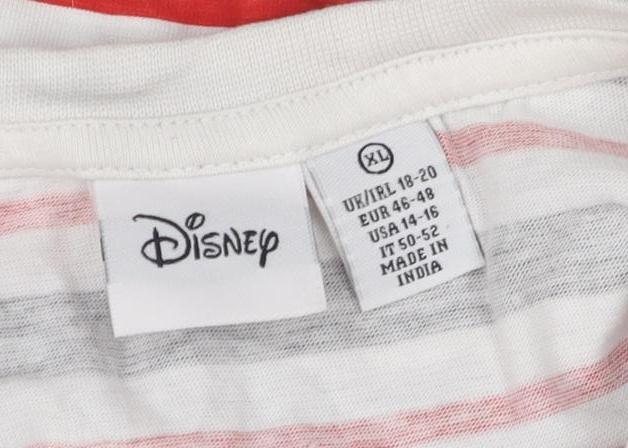 Disney
XL
UK/IRL 18-20
EUR 46-48
USA 14-16
IT 50-52
MADE IN
INDIA